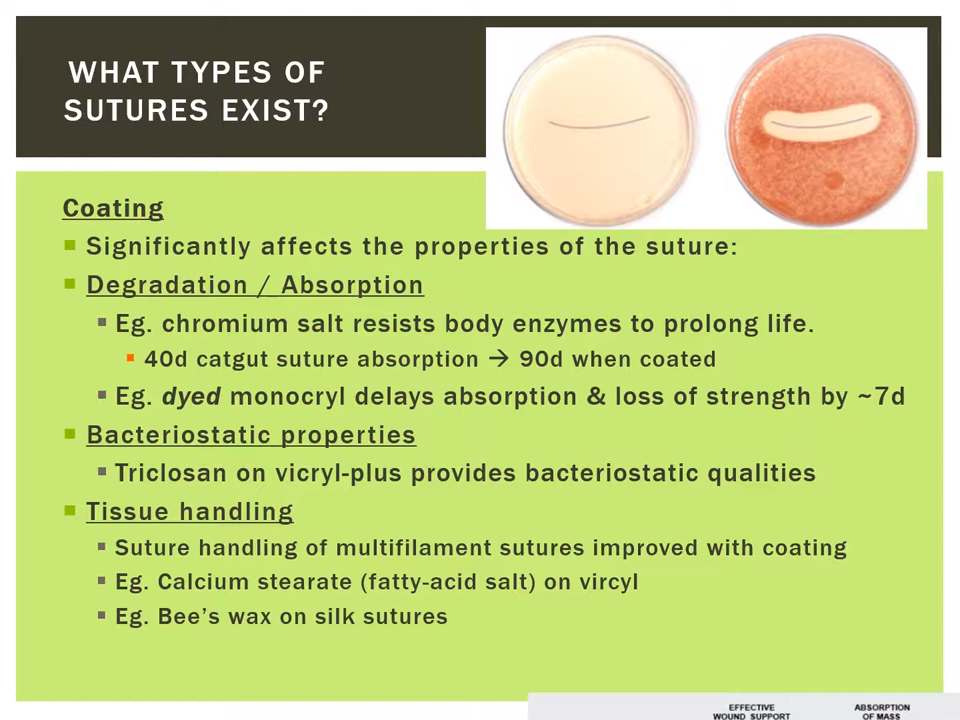 WHAT TYPES OF
SUTURES EXIST?
Coating
Significantly affects the properties of the suture:
Degradation / Absorption
Eg. chromium salt resists body enzymes to prolong life.
40d catgut suture absorption → 90d when coated
Eg. dyed monocryl delays absorption & loss of strength by ~7d
Bacteriostatic properties
Triclosan on vicryl-plus provides bacteriostatic qualities
Tissue handling
Suture handling of multifilament sutures improved with coating
Eg. Calcium stearate (fatty-acid salt) on vircyl
Eg. Bee's wax on silk sutures
EFFECTIVE ABSORPTION
WOUND SUPPORT OF MASS